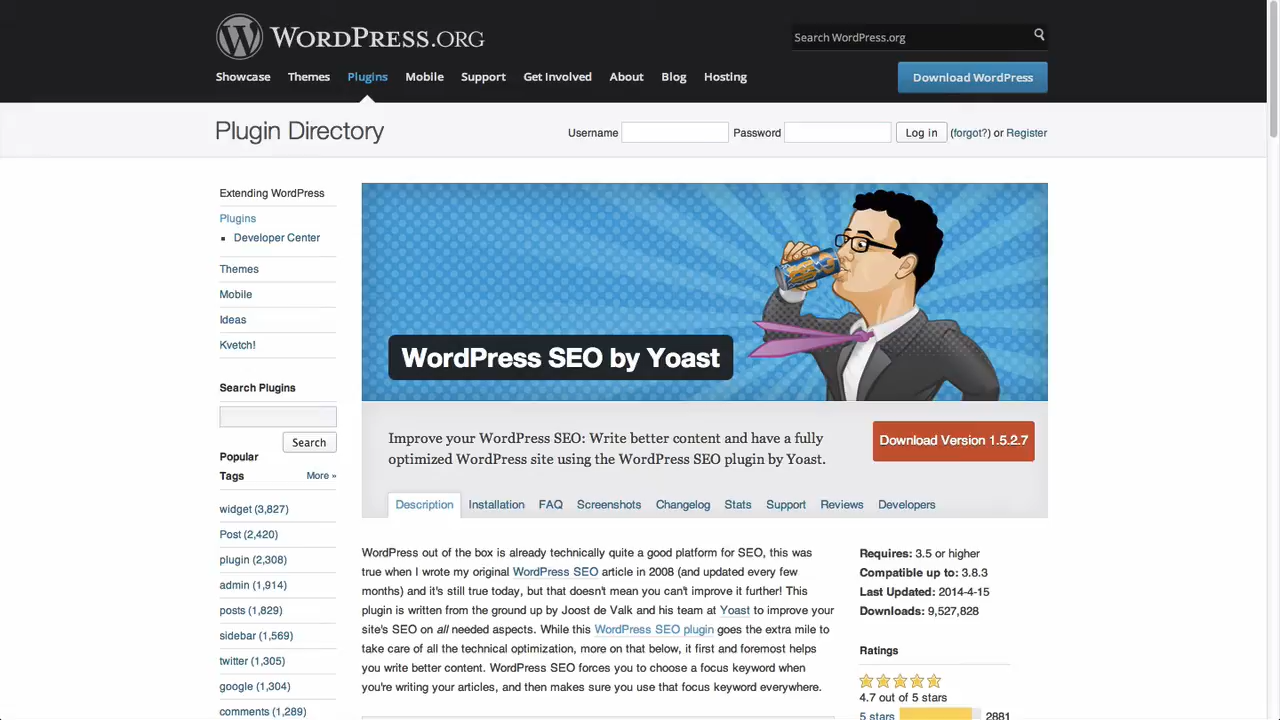 WORDPRESS.ORG
Search WordPress.org
Showcase Themes Plugins Mobile Support Get Involved About Blog Hosting
Download WordPress
Plugin Directory
Username Password Log in (forgot?) or Register
Extending WordPress
Plugins
Developer Center
Themes
Mobile
Ideas
Kvetch!
Search Plugins
Search
Popular
Tags More »
widget (3,827)
Post (2,420)
plugin (2,308)
admin (1,914)
posts (1,829)
sidebar (1,569)
twitter (1,305)
google (1,304)
comments (1,289)
WordPress SEO by Yoast
Improve your WordPress SEO: Write better content and have a fully
optimized WordPress site using the WordPress SEO plugin by Yoast.
Download Version 1.5.2.7
Description Installation FAQ Screenshots Changelog Stats Support Reviews Developers
WordPress out of the box is already technically quite a good platform for SEO, this was
true when I wrote my original WordPress SEO article in 2008 (and updated every few
months) and it's still true today, but that doesn't mean you can't improve it further! This
plugin is written from the ground up by Joost de Valk and his team at Yoast to improve your
site's SEO on all needed aspects. While this WordPress SEO plugin goes the extra mile to
take care of all the technical optimization, more on that below, it first and foremost helps
you write better content. WordPress SEO forces you to choose a focus keyword when
you're writing your articles, and then makes sure you use that focus keyword everywhere.
Requires: 3.5 or higher
Compatible up to: 3.8.3
Last Updated: 2014-4-15
Downloads: 9,527,828
Ratings
4.7 out of 5 stars
5 stars 2881